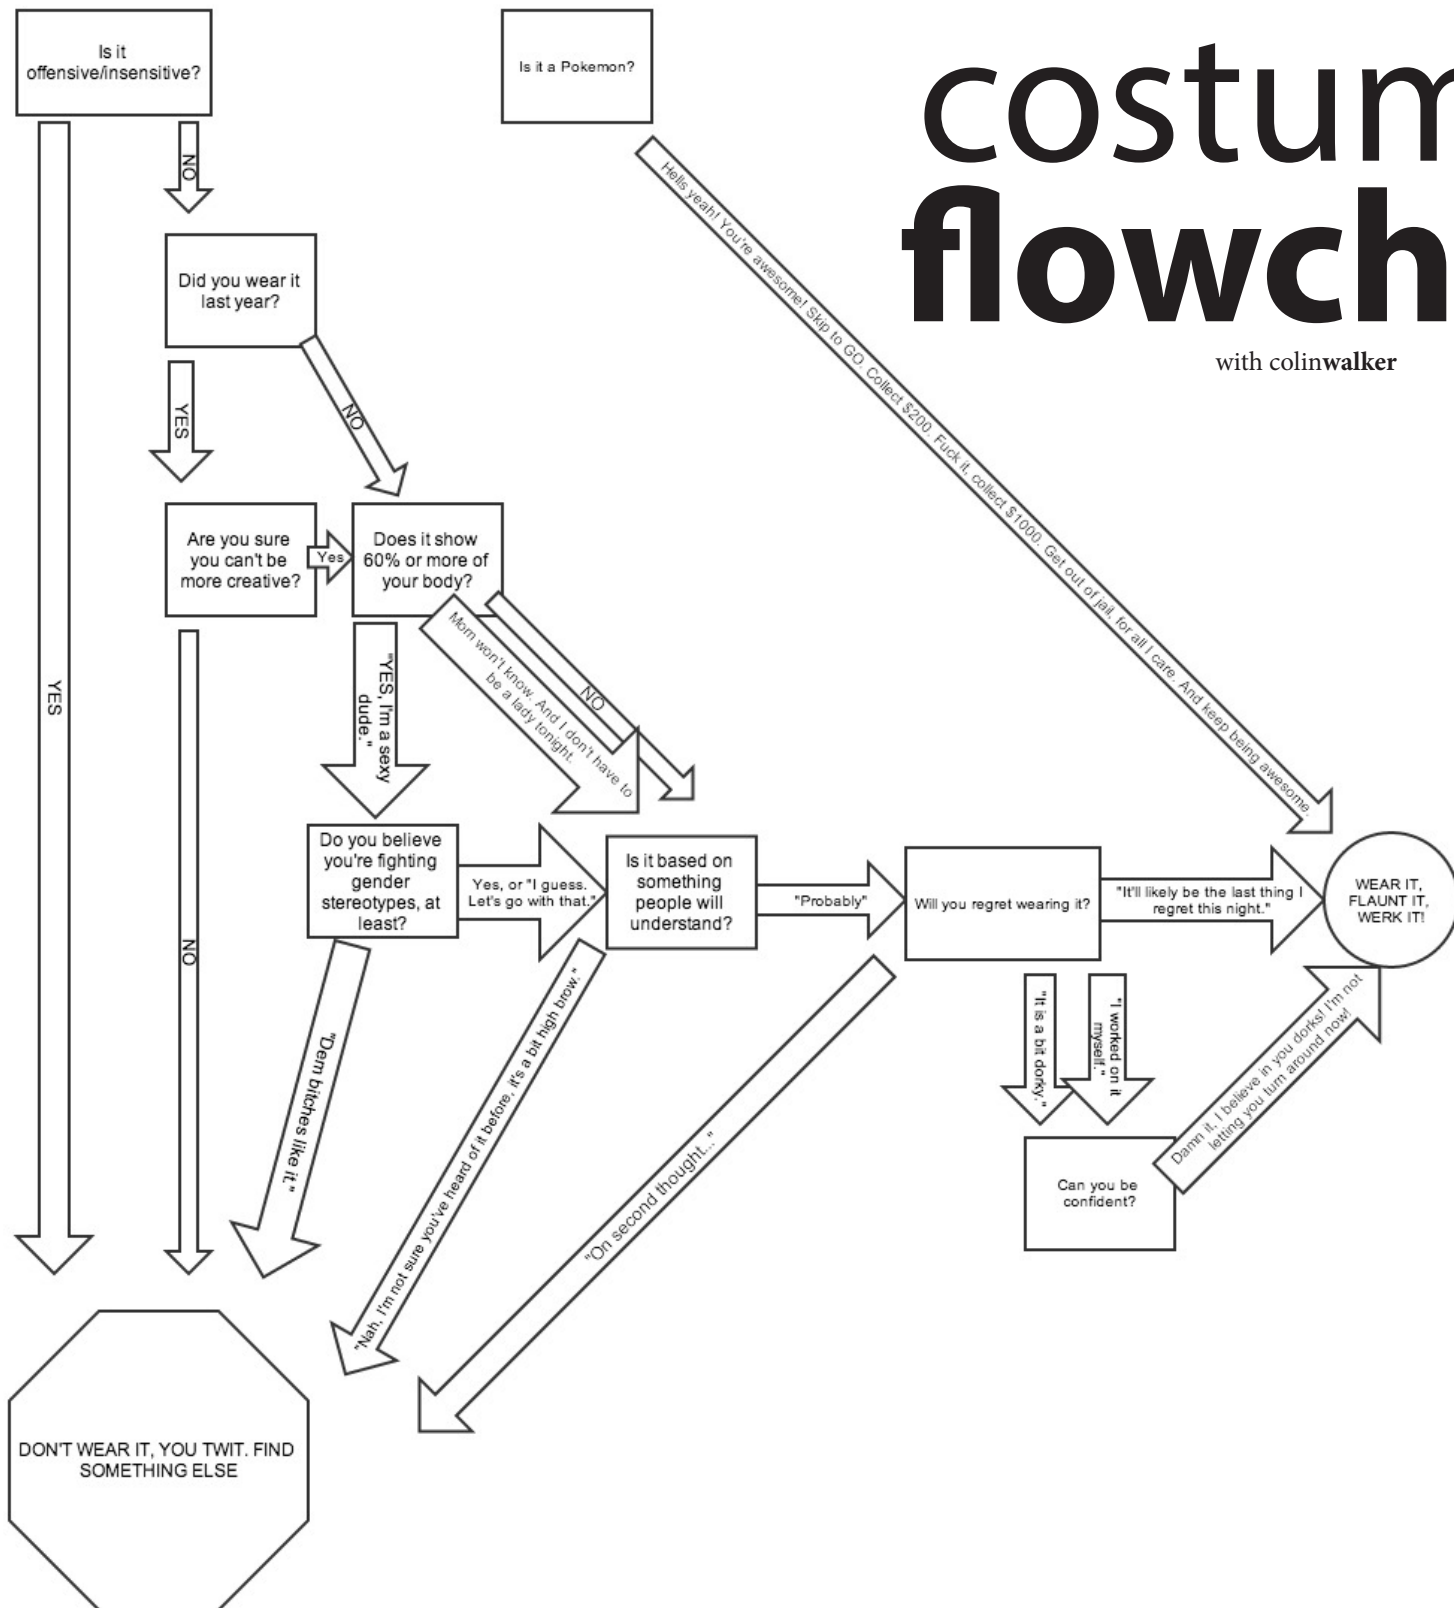 Is it
offensive/insensitive?
Is it a Pokemon?
costum
flowch
with colinwalker
NO
Hells yeah! You're awesome! Skip to GO. Collect $200. Fuck it, collect $1000. Get out of jail, for all I care. And keep being awesome.
Did you wear it
last year?
YES
NO
Are you sure
you can't be
more creative?
Yes
Does it show
60% or more of
your body?
YES
NO
"YES, I'm a sexy
dude."
Mom won't know. And I don't have to
be a lady tonight.
NO
Do you believe
you're fighting
gender
stereotypes, at
least?
Yes, or "I guess.
Let's go with that."
Is it based on
something
people will
understand?
"Probably"
Will you regret wearing it?
"It'll likely be the last thing I
regret this night."
WEAR IT,
FLAUNT IT,
WERK IT!
"Dem bitches like it."
"Nah, I'm not sure you've heard of it before, it's a bit high brow."
"On second thought..."
"It is a bit dorky."
"I worked on it
myself."
Can you be
confident?
Damn it, I believe in you dorks! I'm not
letting you turn around now!
DON'T WEAR IT, YOU TWIT. FIND
SOMETHING ELSE